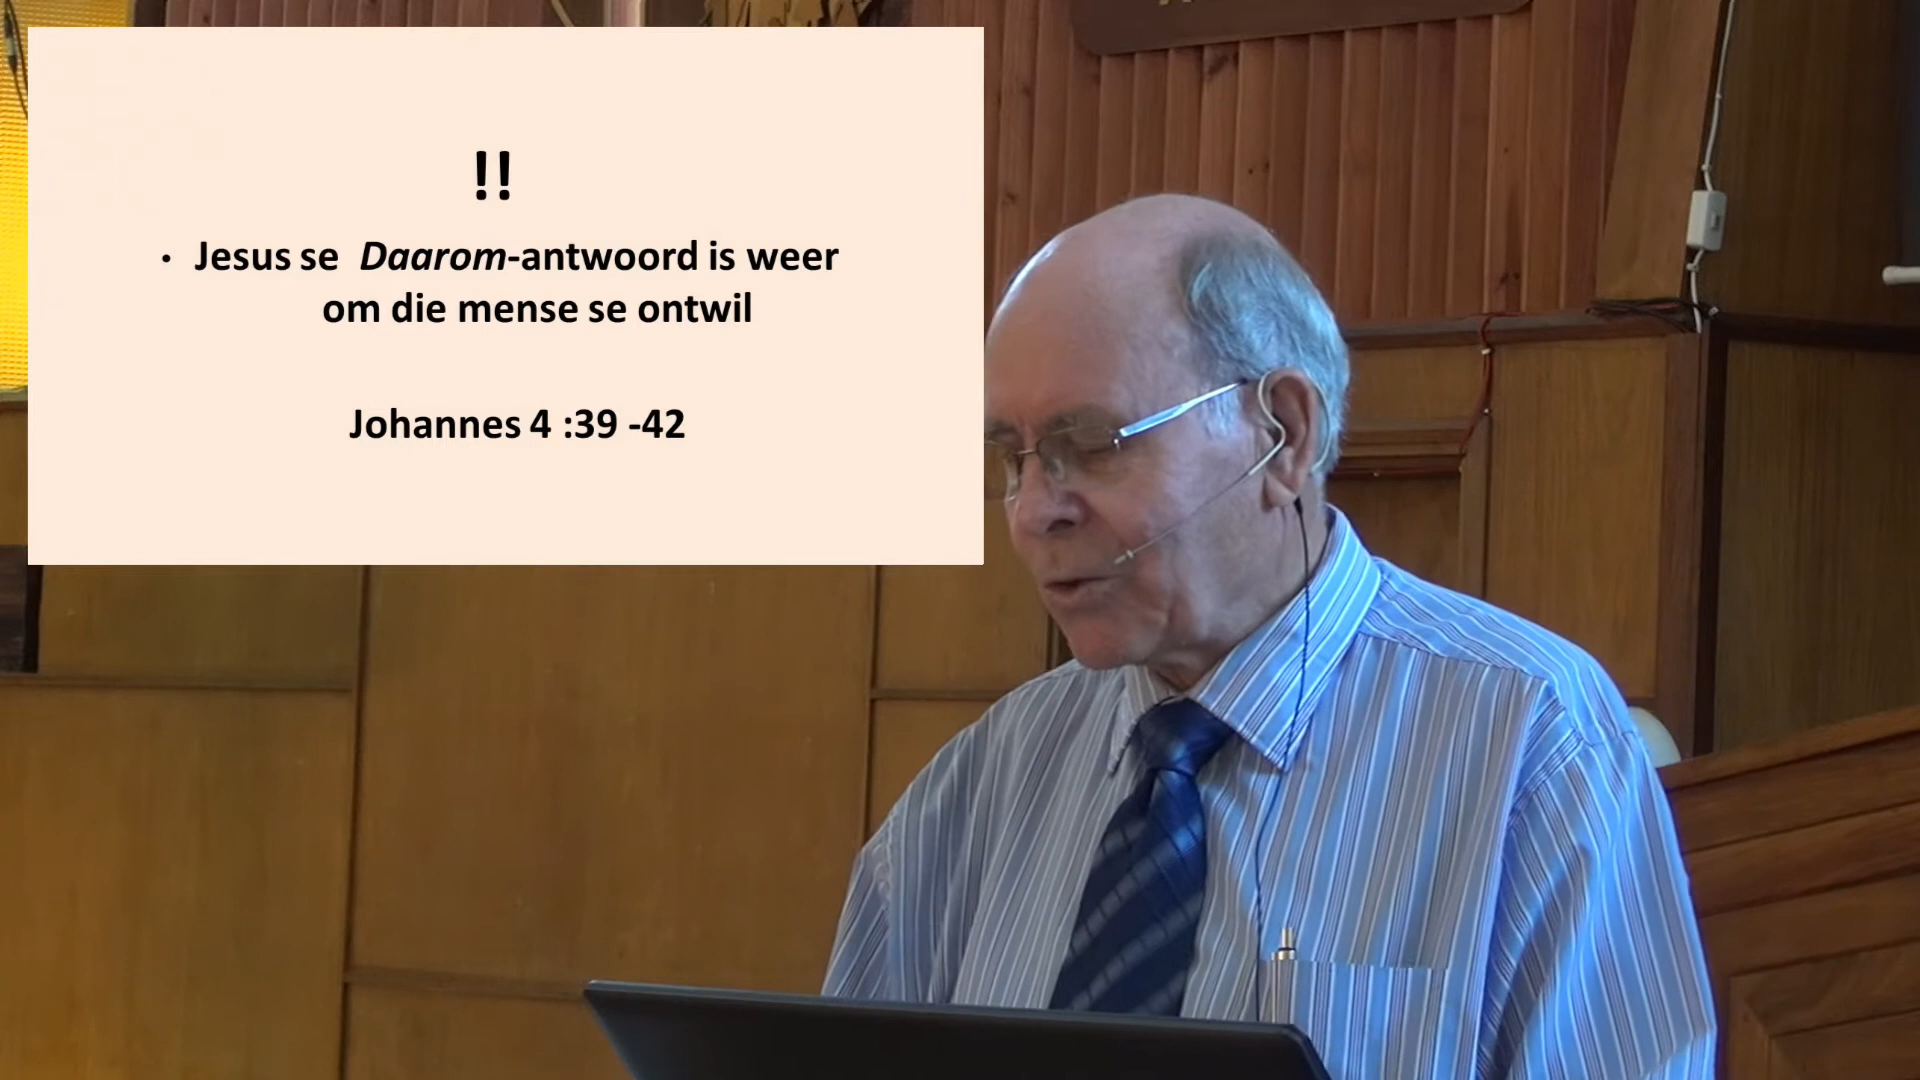 !!
• Jesus se Daarom-antwoord is weer
om die mense se ontwil
Johannes 4 :39 -42